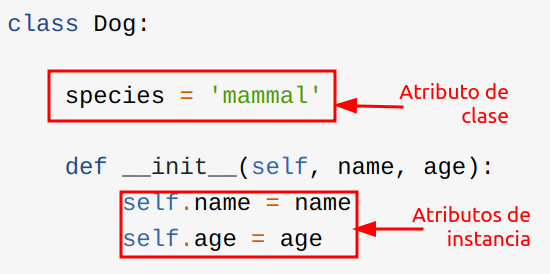 class Dog:
species = 'mammal'
Atributo de
clase
def __init__(self, name, age):
self.name = name
self.age = age
Atributos de
instancia